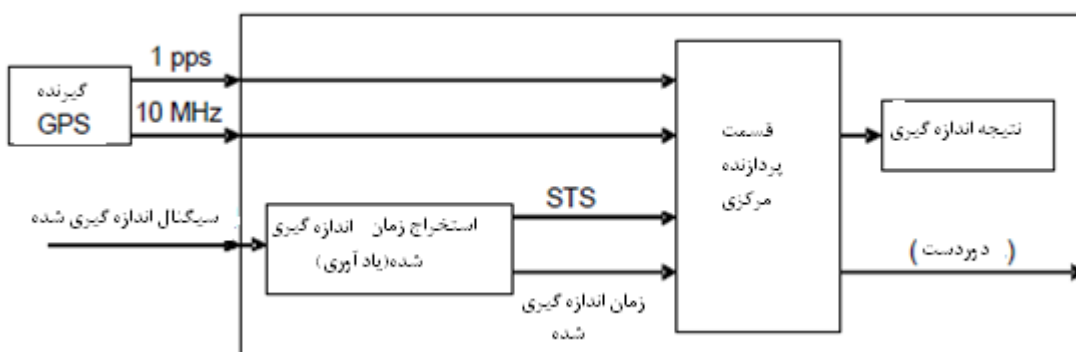 1 pps
گیرنده
GPS
10 MHz
قسمت
پردازنده
مرکزی
نتیجه اندازه گیری
سیگنال اندازه گیری شده
استخراج زمان اندازه گیری
شده(یاد آوری)
STS
زمان اندازه گیری
شده
(دوردست)